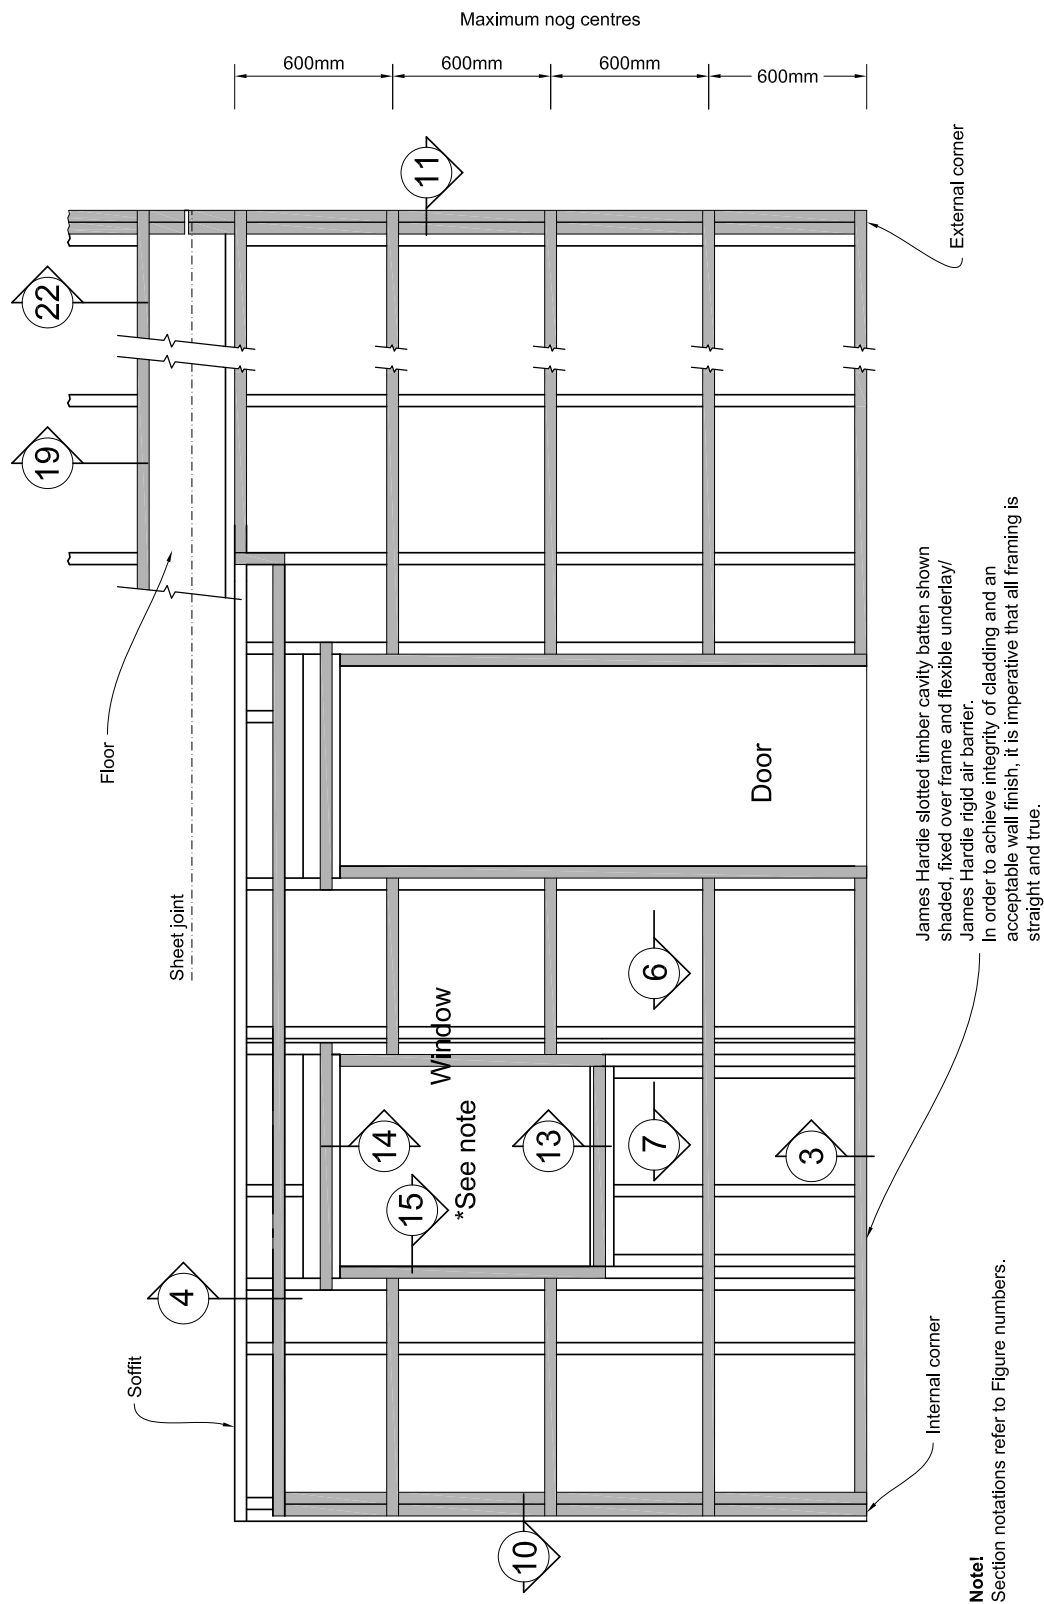 Maximum nog centres
600mm
600mm
600mm
600mm
22
19
11
Floor
Sheet joint
Soffit
4
14
15
Window
*See note
13
7
6
3
10
Door
External corner
Internal corner
James Hardie slotted timber cavity batten shown
shaded, fixed over frame and flexible underlay/
James Hardie rigid air barrier.
In order to achieve integrity of cladding and an
acceptable wall finish, it is imperative that all framing is
straight and true.
Note!
Section notations refer to Figure numbers.